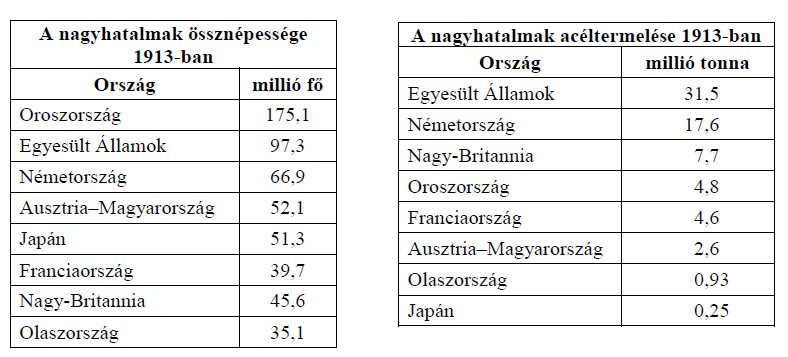 A nagyhatalmak össznépessége
1913-ban
Ország millió fő
Oroszország 175,1
Egyesült Államok 97,3
Németország 66,9
Ausztria–Magyarország 52,1
Japán 51,3
Franciaország 39,7
Nagy-Britannia 45,6
Olaszország 35,1
A nagyhatalmak acéltermelése 1913-ban
Ország millió tonna
Egyesült Államok 31,5
Németország 17,6
Nagy-Britannia 7,7
Oroszország 4,8
Franciaország 4,6
Ausztria–Magyarország 2,6
Olaszország 0,93
Japán 0,25